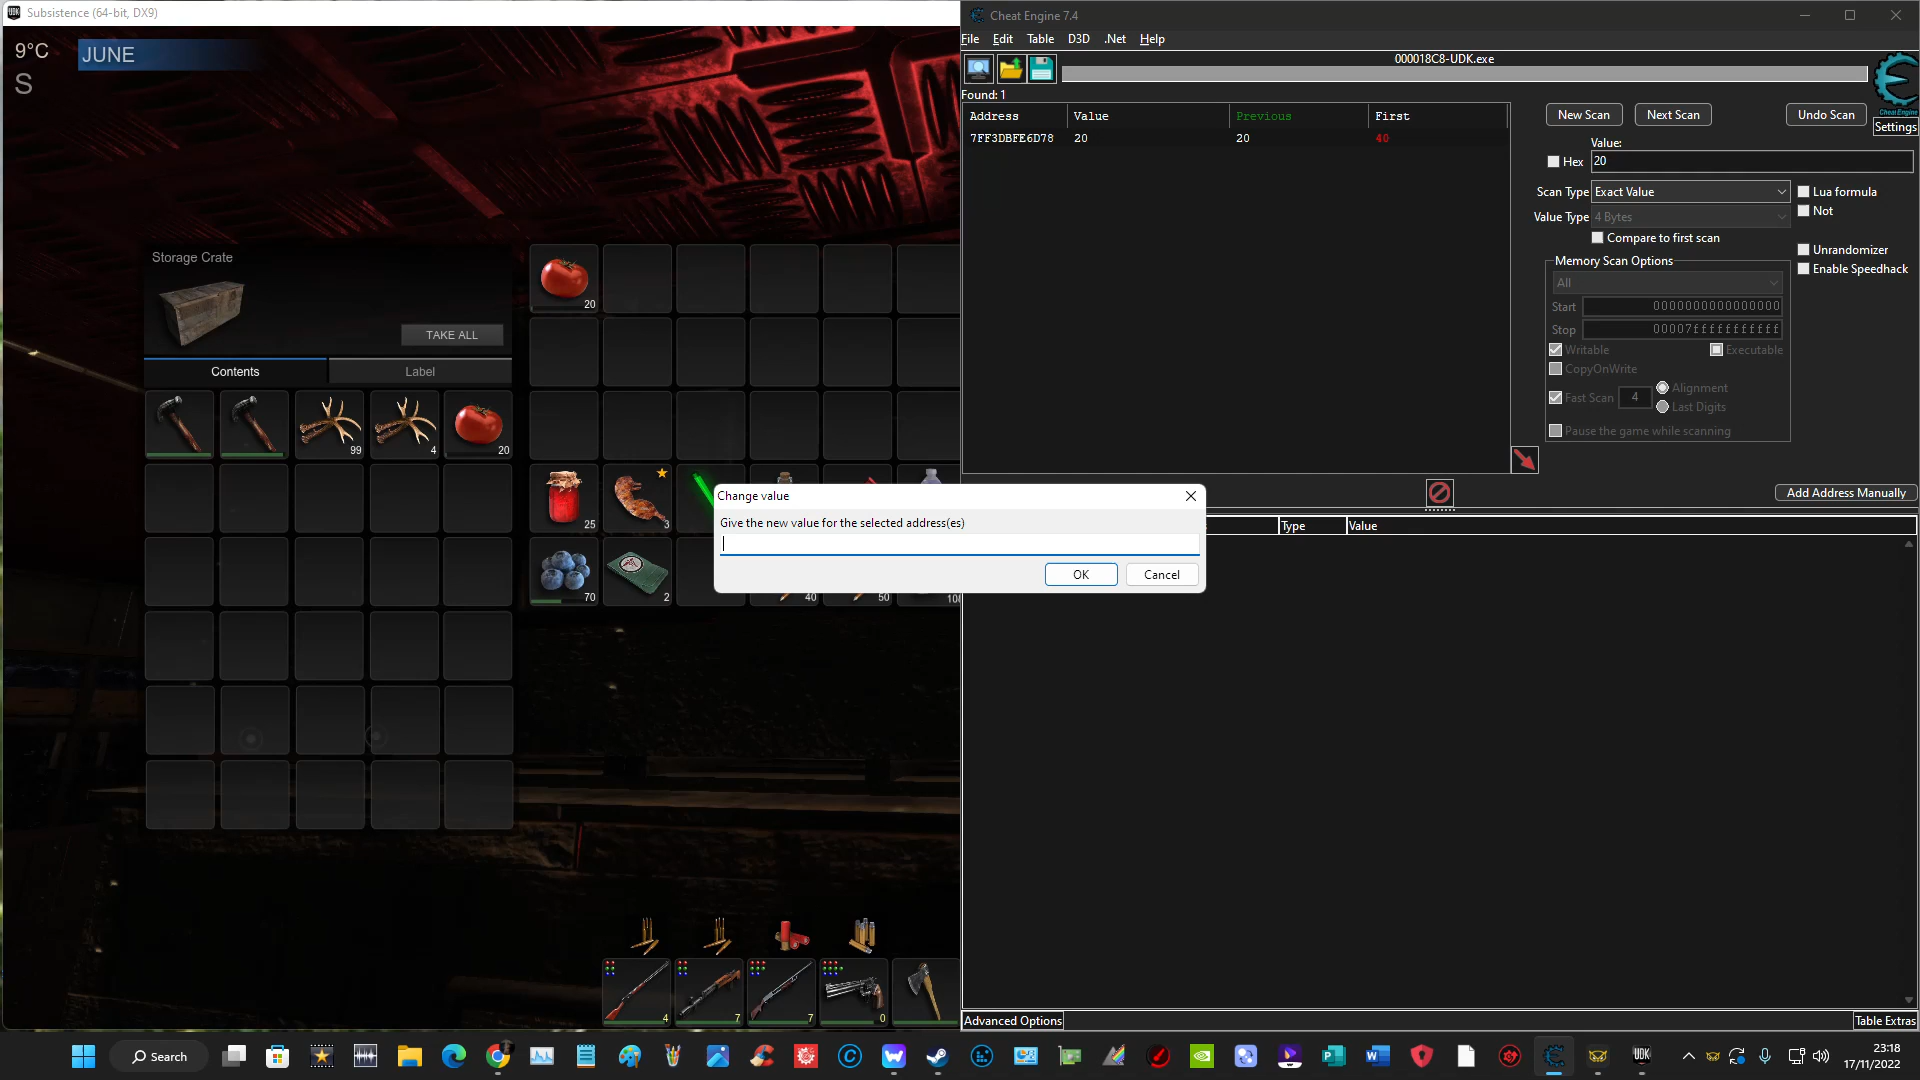 Subsistence (64-bit, DX9)
9°C
JUNE
S
Storage Crate
TAKE ALL
Contents
Label
99
4
20
20
25
3
70
2
40
50
108
4
7
7
0
Cheat Engine 7.4
File Edit Table D3D .Net Help
000018C8-UDK.exe
Found: 1
Address Value Previous First
7FF3DBFE6D78 20 20 40
New Scan Next Scan Undo Scan
Cheat Engine
Settings
Value:
Hex 20
Scan Type Exact Value
Lua formula
Not
Value Type 4 Bytes
Compare to first scan
Unrandomizer
Enable Speedhack
Memory Scan Options
All
Start 0000000000000000
Stop 00007fffffffffff
Writable Executable
CopyOnWrite
Fast Scan 4 Alignment
Last Digits
Pause the game while scanning
Add Address Manually
Type Value
Change value
Give the new value for the selected address(es)
OK Cancel
Advanced Options Table Extras
Search
23:18
17/11/2022